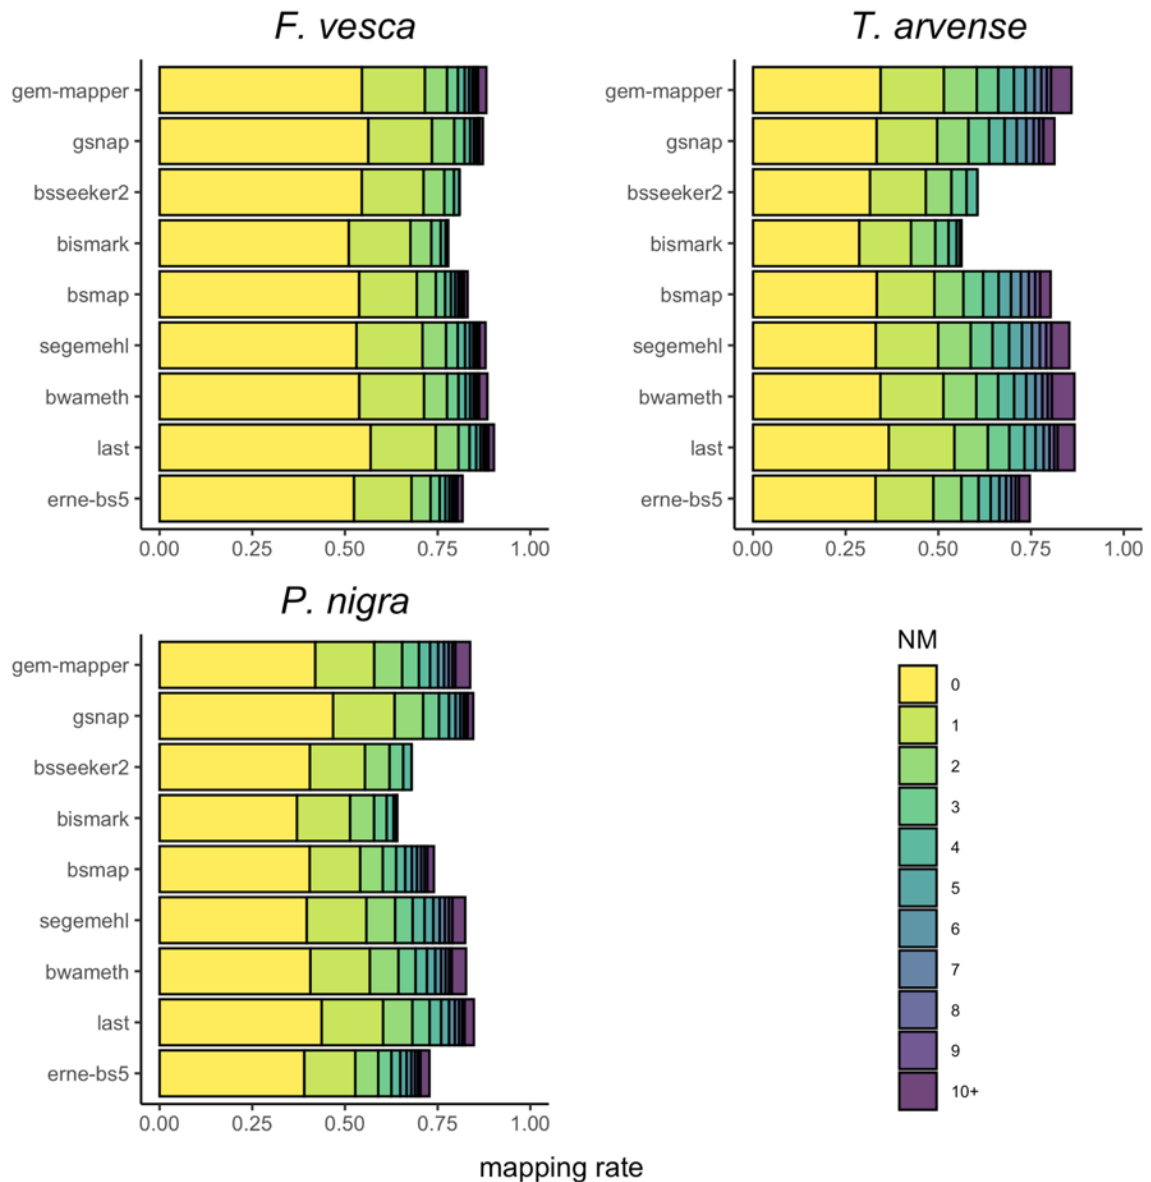 F. vesca
gem-mapper
gsnap
bsseeker2
bismark
bsmap
segemehl
bwameth
last
erne-bs5
0.00 0.25 0.50 0.75 1.00
T. arvense
gem-mapper
gsnap
bsseeker2
bismark
bsmap
segemehl
bwameth
last
erne-bs5
0.00 0.25 0.50 0.75 1.00
P. nigra
gem-mapper
gsnap
bsseeker2
bismark
bsmap
segemehl
bwameth
last
erne-bs5
0.00 0.25 0.50 0.75 1.00
NM
0
1
2
3
4
5
6
7
8
9
10+
mapping rate